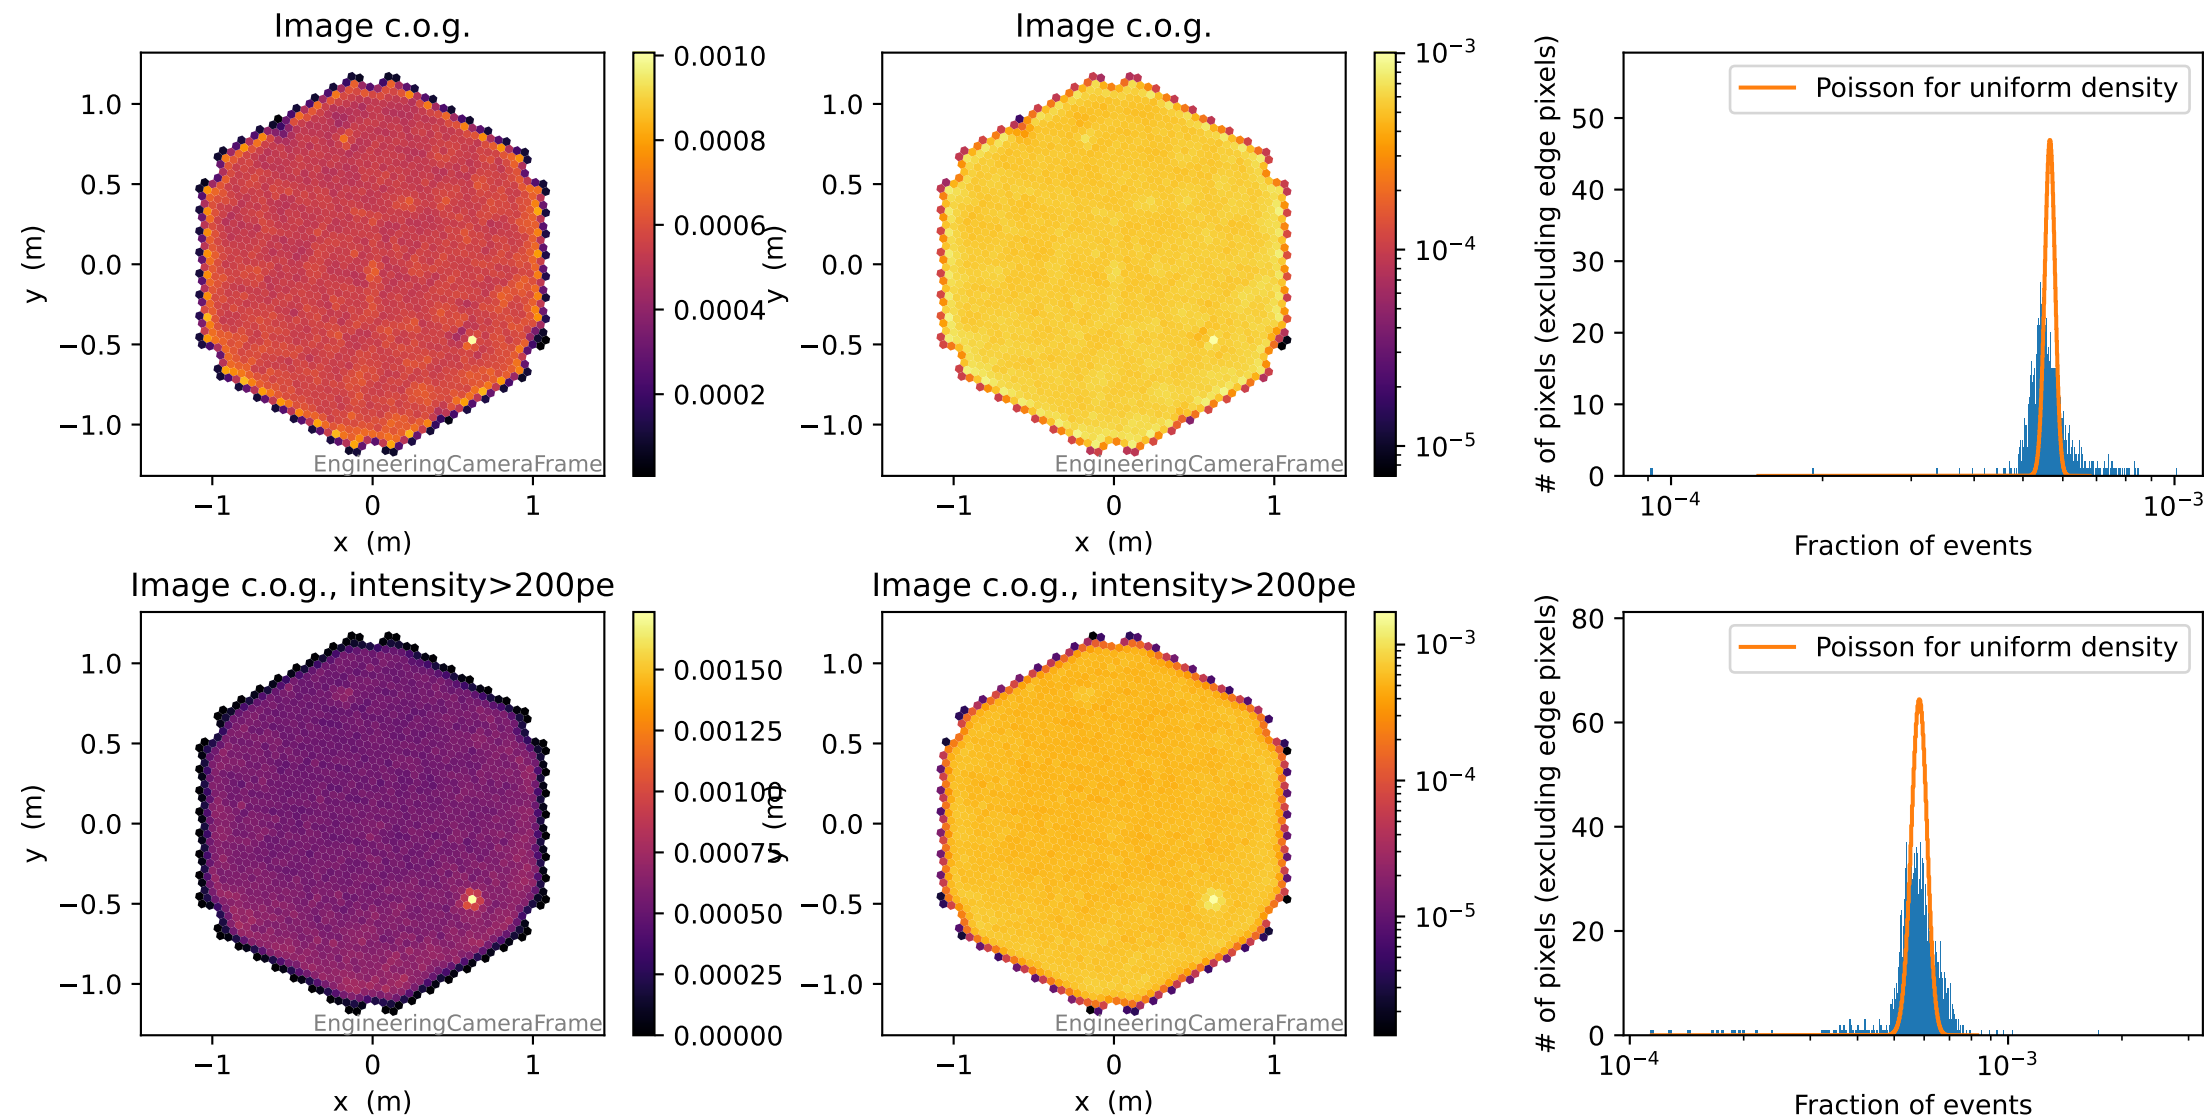 Image c.o.g.
1.0
0.5
0.0
−0.5
−1.0
y (m)
−1
0
1
x (m)
EngineeringCameraFrame
0.0010
0.0008
0.0006
0.0004
0.0002
Image c.o.g.
1.0
0.5
0.0
−0.5
−1.0
y (m)
−1
0
1
x (m)
EngineeringCameraFrame
10⁻³
10⁻⁴
10⁻⁵
# of pixels (excluding edge pixels)
50
40
30
20
10
0
Poisson for uniform density
10⁻⁴
10⁻³
Fraction of events
Image c.o.g., intensity>200pe
1.0
0.5
0.0
−0.5
−1.0
y (m)
−1
0
1
x (m)
EngineeringCameraFrame
0.00150
0.00125
0.00100
0.00075
0.00050
0.00025
0.00000
Image c.o.g., intensity>200pe
1.0
0.5
0.0
−0.5
−1.0
y (m)
−1
0
1
x (m)
EngineeringCameraFrame
10⁻³
10⁻⁴
10⁻⁵
# of pixels (excluding edge pixels)
80
60
40
20
0
Poisson for uniform density
10⁻⁴
10⁻³
Fraction of events